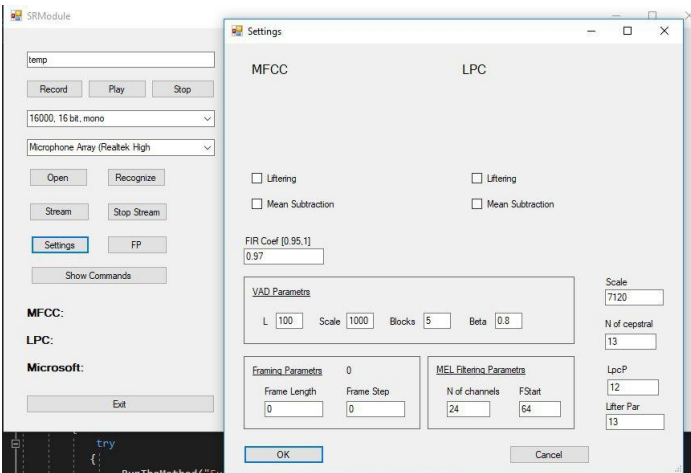 SRModule
temp
Record Play Stop
16000, 16 bit, mono
Microphone Array (Realtek High
Open Recognize
Stream Stop Stream
Settings FP
Show Commands
MFCC:
LPC:
Microsoft:
Exit
try
{
Settings
MFCC LPC
Liftering Liftering
Mean Subtraction Mean Subtraction
FIR Coef [0.95,1]
0.97
VAD Parametrs
L 100 Scale 1000 Blocks 5 Beta 0.8
Scale
7120
N of cepstral
13
Framing Parametrs 0
Frame Length Frame Step
0 0
MEL Filtering Parametrs
N of channels FStart
24 64
LpcP
12
Lifter Par
13
OK Cancel